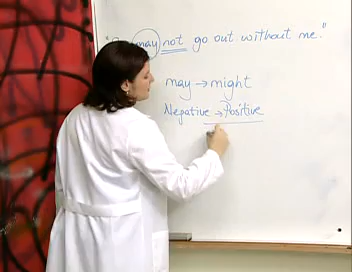 may not go out without me."
may → might
Negative → Positive